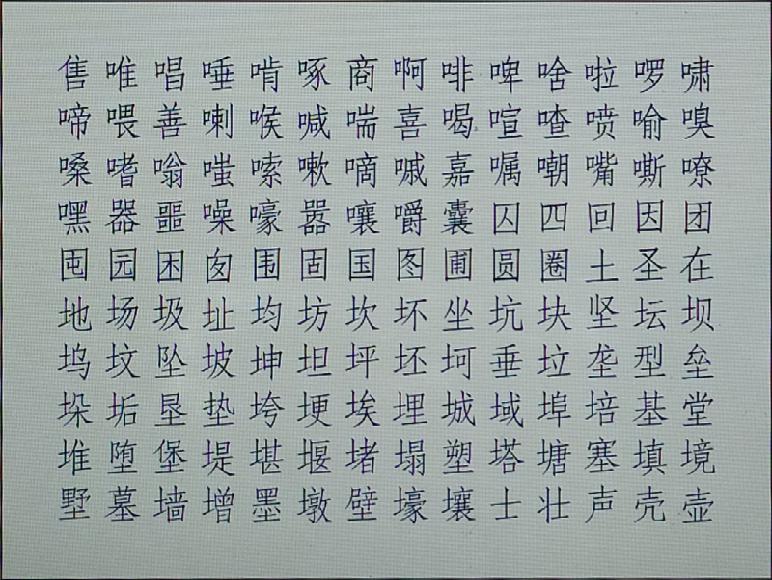 售唯唱唾啃啄商啊啡啤啥啦啰啸
啼喂善喇喉喊喘喜喝喧喳喷喻嗅
嗓嗜嗡嗤嗦嗽嘀嘁嘉嘱嘲嘴嘶嘹
嘿器噩噪嚎嚣嚷嚼囊囚四回因团
囤园困囱围固国图圃圆圈土圣在
地场圾址均坊坎坏坐坑块坚坛坝
坞坟坠坡坤坦坪坯坷垂垃垄型垒
垛垢垦垫垮埂埃埋城域埠培基堂
堆堕堡堤堪堰堵塌塑塔塘塞填境
墅墓墙增墨墩壁壕壤士壮声壳壶